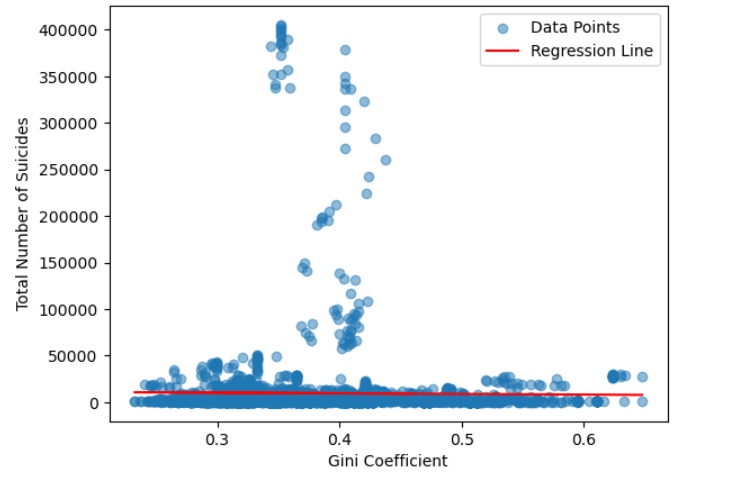 Data Points
Regression Line
400000
350000
300000
250000
200000
150000
100000
50000
0
Total Number of Suicides
0.3 0.4 0.5 0.6
Gini Coefficient